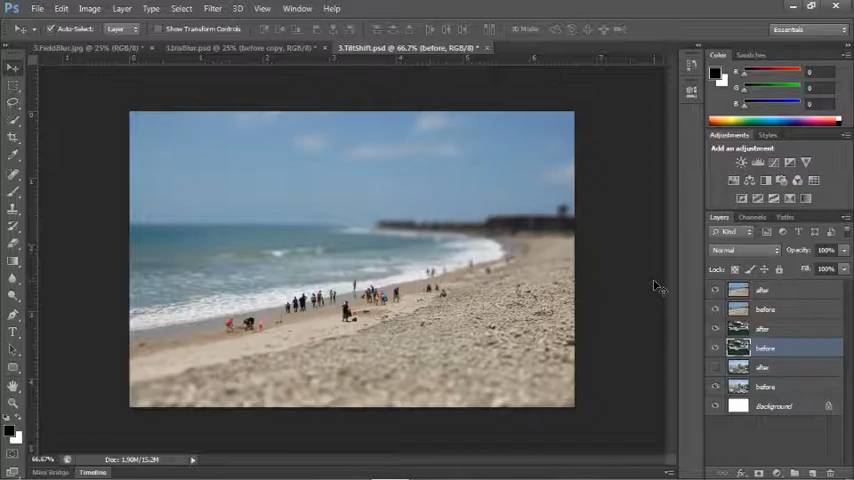 Ps File Edit Image Layer Type Select Filter 3D View Window Help
Auto-Select: Layer Show Transform Controls 3D Mode: Essentials
3.FieldBlur.jpg @ 25% (RGB/8) * × 3.IrisBlur.psd @ 25% (before copy, RGB/8) * × 3.TiltShift.psd @ 66.7% (before, RGB/8) * ×
Color Swatches
R 0
G 0
B 0
Adjustments Styles
Add an adjustment
Layers Channels Paths
Kind
Normal Opacity: 100%
Lock: Fill: 100%
after
before
after
before
after
before
Background
66.67% Doc: 1.90M/15.2M
Mini Bridge Timeline